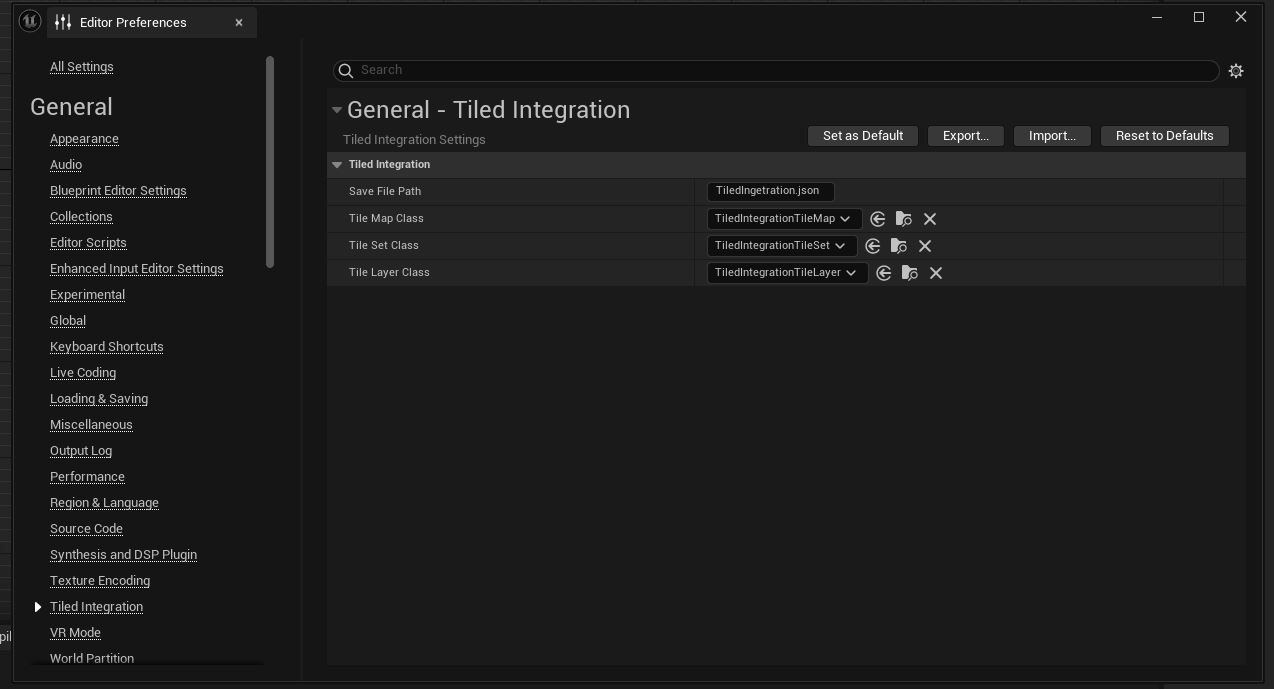 Editor Preferences
All Settings
General
Appearance
Audio
Blueprint Editor Settings
Collections
Editor Scripts
Enhanced Input Editor Settings
Experimental
Global
Keyboard Shortcuts
Live Coding
Loading & Saving
Miscellaneous
Output Log
Performance
Region & Language
Source Code
Synthesis and DSP Plugin
Texture Encoding
Tiled Integration
VR Mode
World Partition
pil
Search
General - Tiled Integration
Tiled Integration Settings
Set as Default Export... Import... Reset to Defaults
Tiled Integration
Save File Path TiledIngetration.json
Tile Map Class TiledIntegrationTileMap
Tile Set Class TiledIntegrationTileSet
Tile Layer Class TiledIntegrationTileLayer